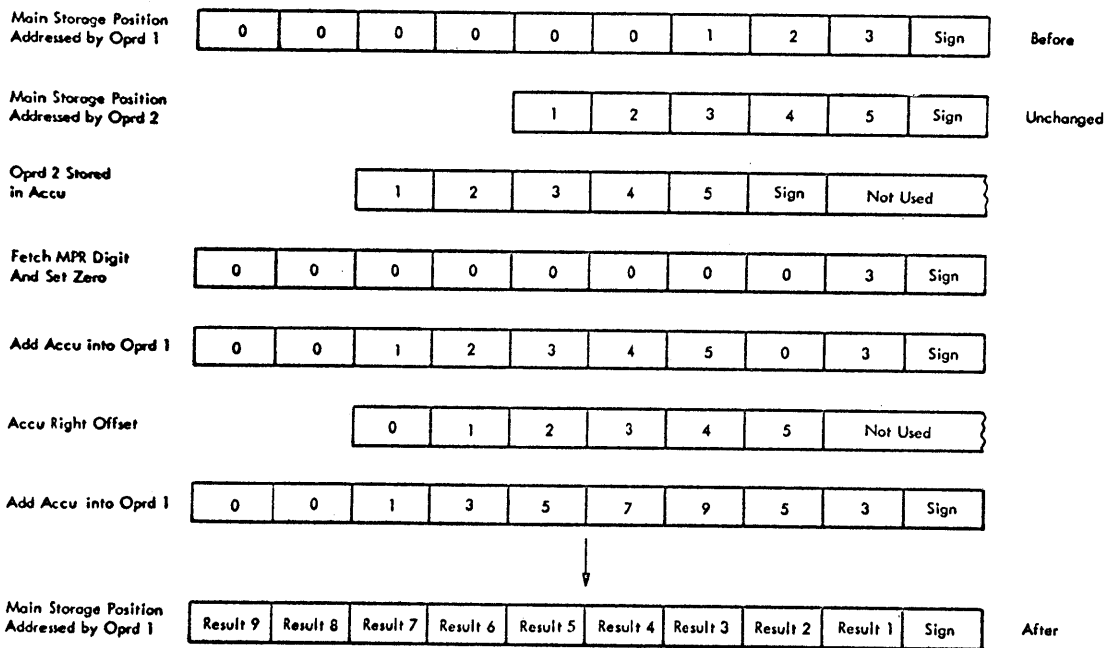 Main Storage Position
Addressed by Oprd 1
0 0 0 0 0 0 1 2 3 Sign
Before
Main Storage Position
Addressed by Oprd 2
1 2 3 4 5 Sign
Unchanged
Oprd 2 Stored
in Accu
1 2 3 4 5 Sign Not Used
Fetch MPR Digit
And Set Zero
0 0 0 0 0 0 0 0 3 Sign
Add Accu into Oprd 1
0 0 1 2 3 4 5 0 3 Sign
Accu Right Offset
0 1 2 3 4 5 Not Used
Add Accu into Oprd 1
0 0 1 3 5 7 9 5 3 Sign
Main Storage Position
Addressed by Oprd 1
Result 9 Result 8 Result 7 Result 6 Result 5 Result 4 Result 3 Result 2 Result 1 Sign
After